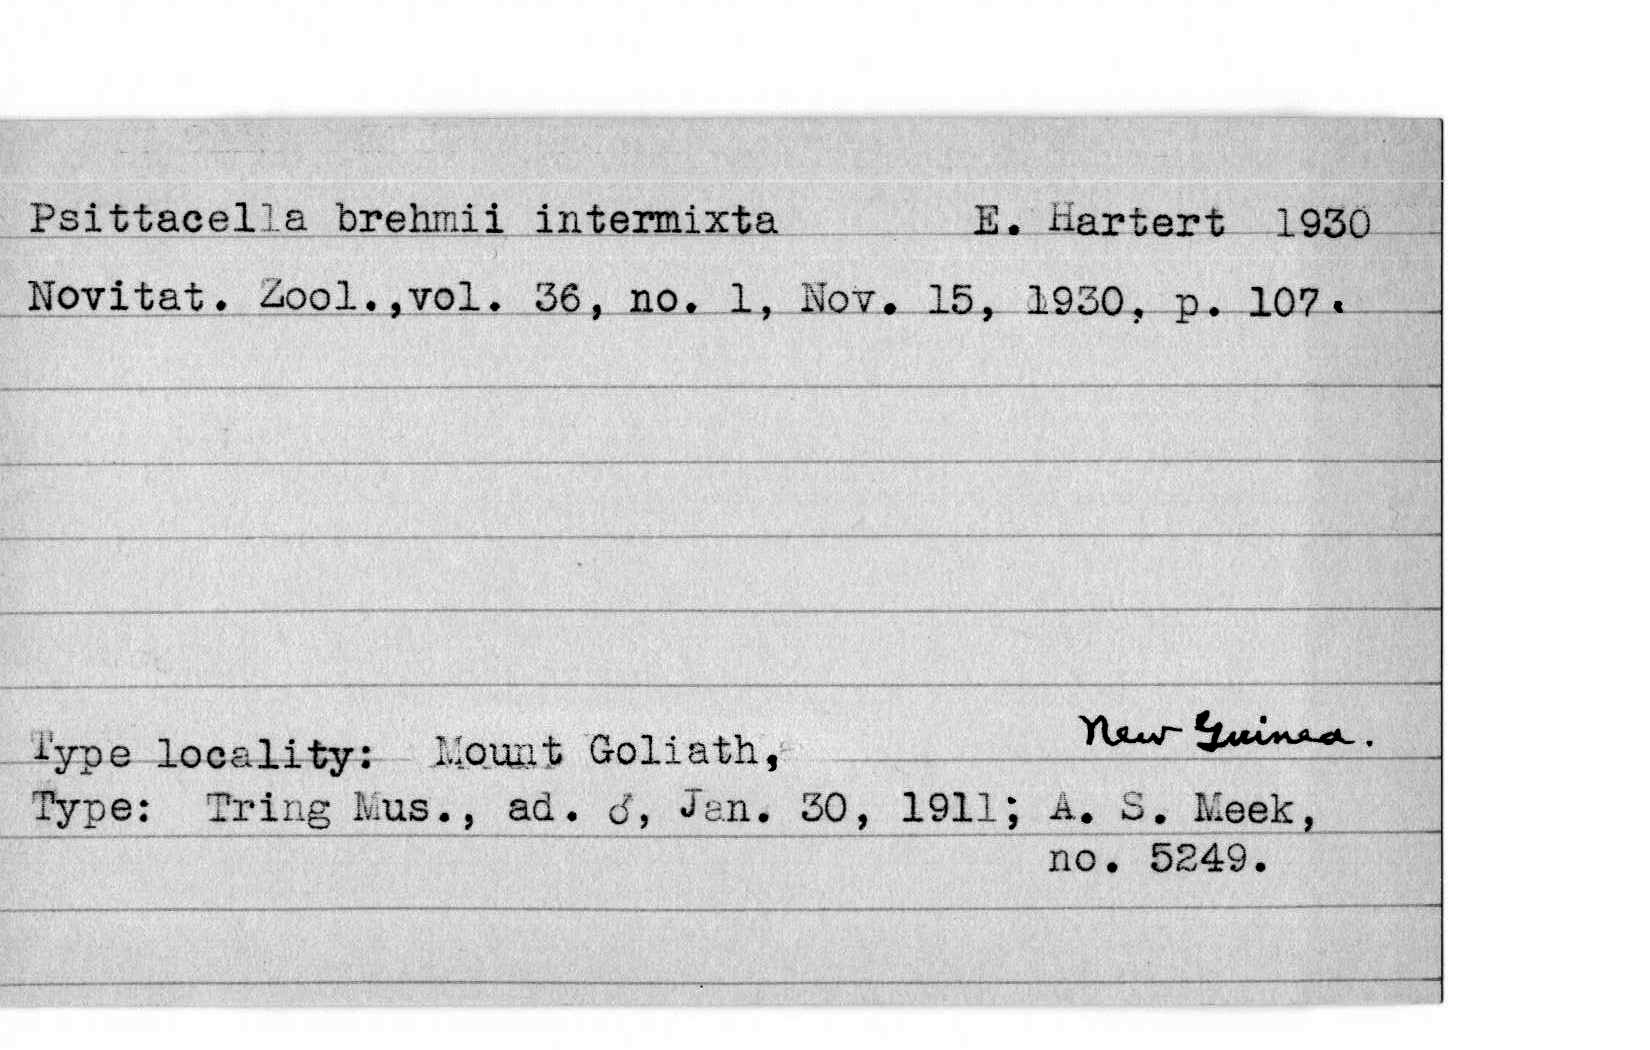 Psittacella brehmii intermixta E. Hartert 1930
Novitat. Zool.,vol. 36, no. 1, Nov. 15, 1930, p. 107.
New Guinea.
Type locality: Mount Goliath,
Type: Tring Mus., ad. ♂, Jan. 30, 1911; A. S. Meek,
no. 5249.